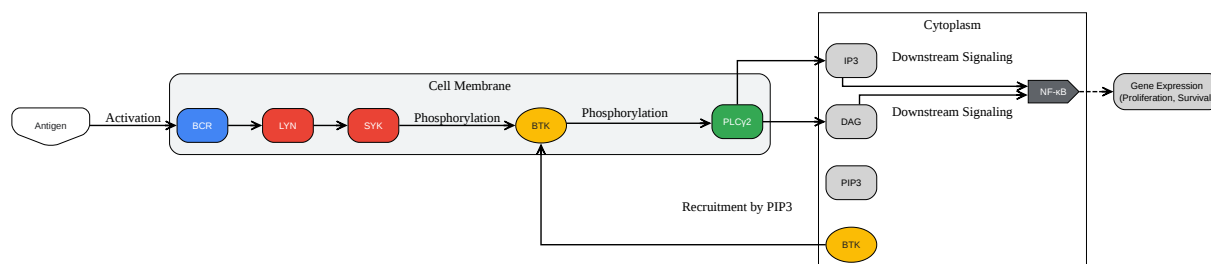 Cytoplasm
IP3
Downstream Signaling
Cell Membrane
NF-κB
Gene Expression
(Proliferation, Survival
Antigen
Activation
BCR
LYN
SYK
Phosphorylation
BTK
Phosphorylation
PLCγ2
DAG
Downstream Signaling
PIP3
Recruitment by PIP3
BTK